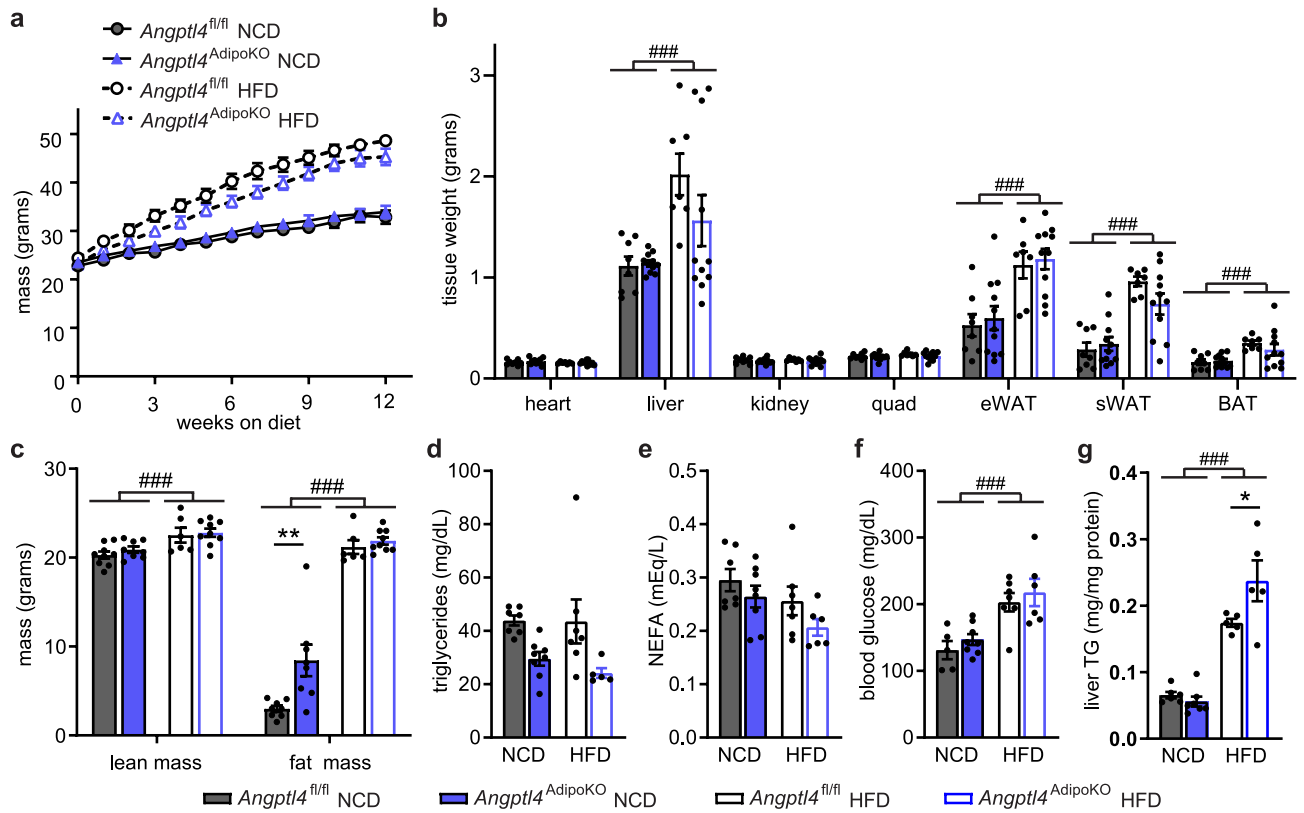 a
Angptl4fl/fl NCD
Angptl4AdipoKO NCD
Angptl4fl/fl HFD
Angptl4AdipoKO HFD
mass (grams)
50
40
30
20
10
0
0 3 6 9 12
weeks on diet
b
tissue weight (grams)
3
2
1
0
###
###
###
###
heart liver kidney quad eWAT sWAT BAT
c
mass (grams)
30
20
10
0
###
###
**
lean mass fat mass
d
triglycerides (mg/dL)
100
80
60
40
20
0
NCD HFD
e
NEFA (mEq/L)
0.5
0.4
0.3
0.2
0.1
0.0
NCD HFD
f
blood glucose (mg/dL)
400
300
200
100
0
###
NCD HFD
g
liver TG (mg/mg protein)
0.4
0.3
0.2
0.1
0.0
###
*
NCD HFD
Angptl4fl/fl NCD Angptl4AdipoKO NCD Angptl4fl/fl HFD Angptl4AdipoKO HFD